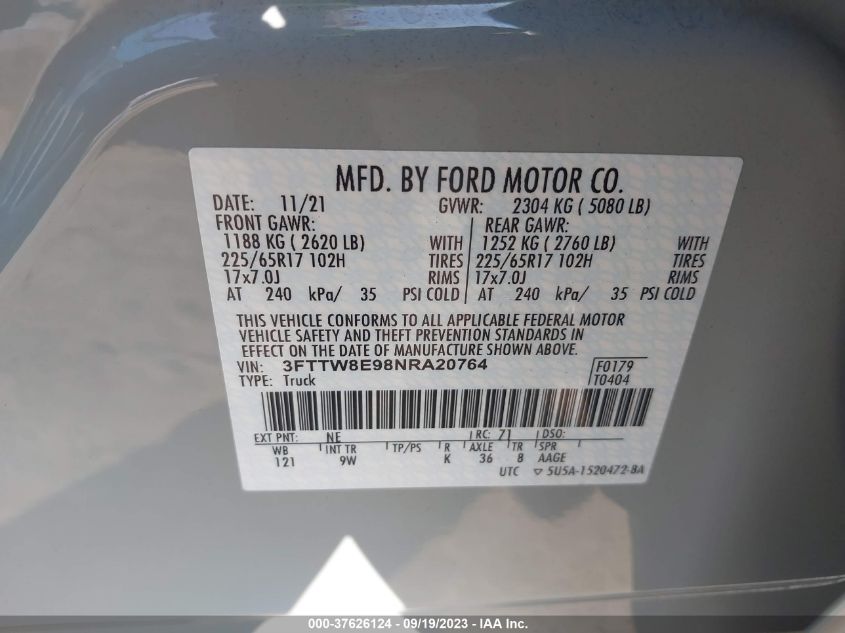 MFD. BY FORD MOTOR CO.
DATE: 11/21 GVWR: 2304 KG ( 5080 LB)
FRONT GAWR: REAR GAWR:
1188 KG ( 2620 LB) WITH 1252 KG ( 2760 LB) WITH
225/65R17 102H TIRES 225/65R17 102H TIRES
17x7.0J RIMS 17x7.0J RIMS
AT 240 kPa/ 35 PSI COLD AT 240 kPa/ 35 PSI COLD
THIS VEHICLE CONFORMS TO ALL APPLICABLE FEDERAL MOTOR
VEHICLE SAFETY AND THEFT PREVENTION STANDARDS IN
EFFECT ON THE DATE OF MANUFACTURE SHOWN ABOVE.
VIN: 3FTTW8E98NRA20764 F0179
TYPE: Truck T0404
EXT PNT: NE RC: 71 DSO:
WB INT TR TP/PS R AXLE TR SPR
121 9W K 36 8 AAGE
UTC ▽ 5U5A-1520472-BA
000-37626124 - 09/19/2023 - IAA Inc.